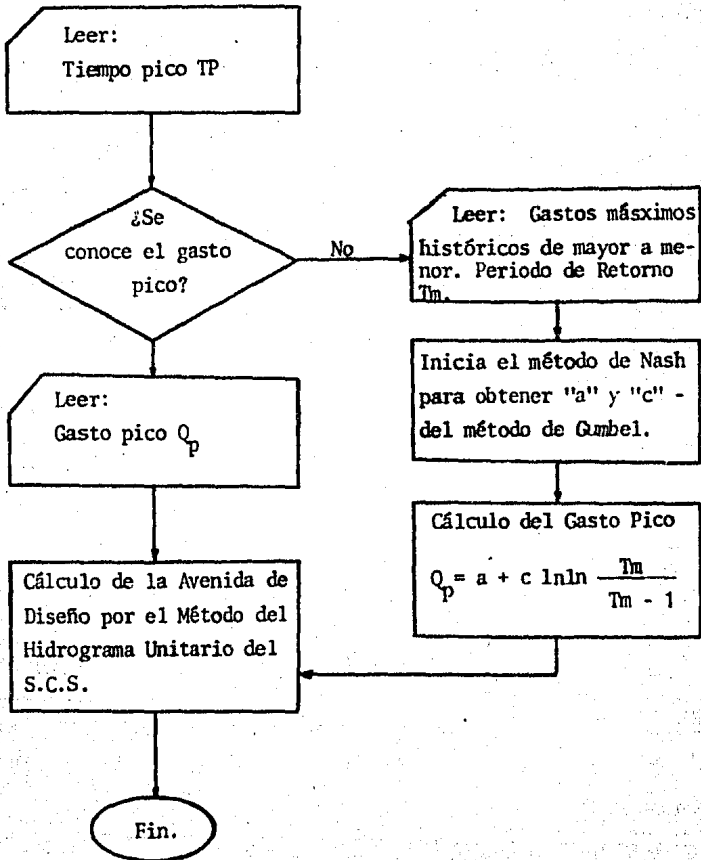 Leer:
Tiempo pico TP
¿Se
conoce el gasto
pico?
No
Leer: Gastos másximos
históricos de mayor a me-
nor. Periodo de Retorno
Tm.
Inicia el método de Nash
para obtener "a" y "c" -
del método de Gumbel.
Leer:
Gasto pico Qp
Cálculo del Gasto Pico
Qp = a + c lnln Tm
Tm - 1
Cálculo de la Avenida de
Diseño por el Método del
Hidrograma Unitario del
S.C.S.
Fin.